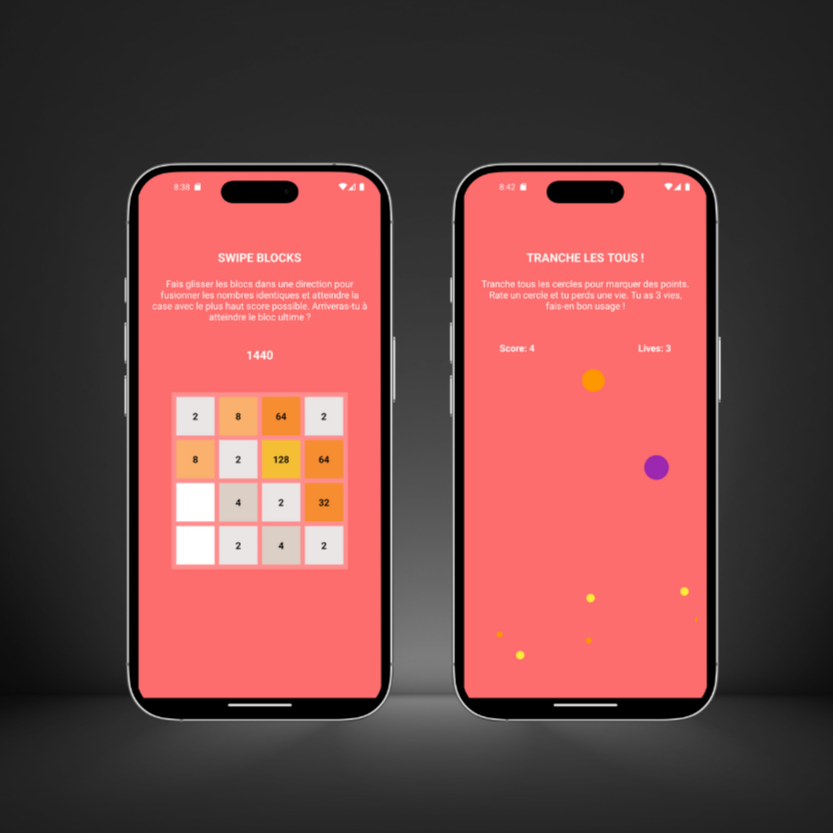 8:38
SWIPE BLOCKS
Fais glisser les blocs dans une direction pour
fusionner les nombres identiques et atteindre la
case avec le plus haut score possible. Arriveras-tu à
atteindre le bloc ultime ?
1440
2 8 64 2
8 2 128 64
4 2 32
2 4 2
8:42
TRANCHE LES TOUS !
Tranche tous les cercles pour marquer des points.
Rate un cercle et tu perds une vie. Tu as 3 vies,
fais-en bon usage !
Score: 4 Lives: 3